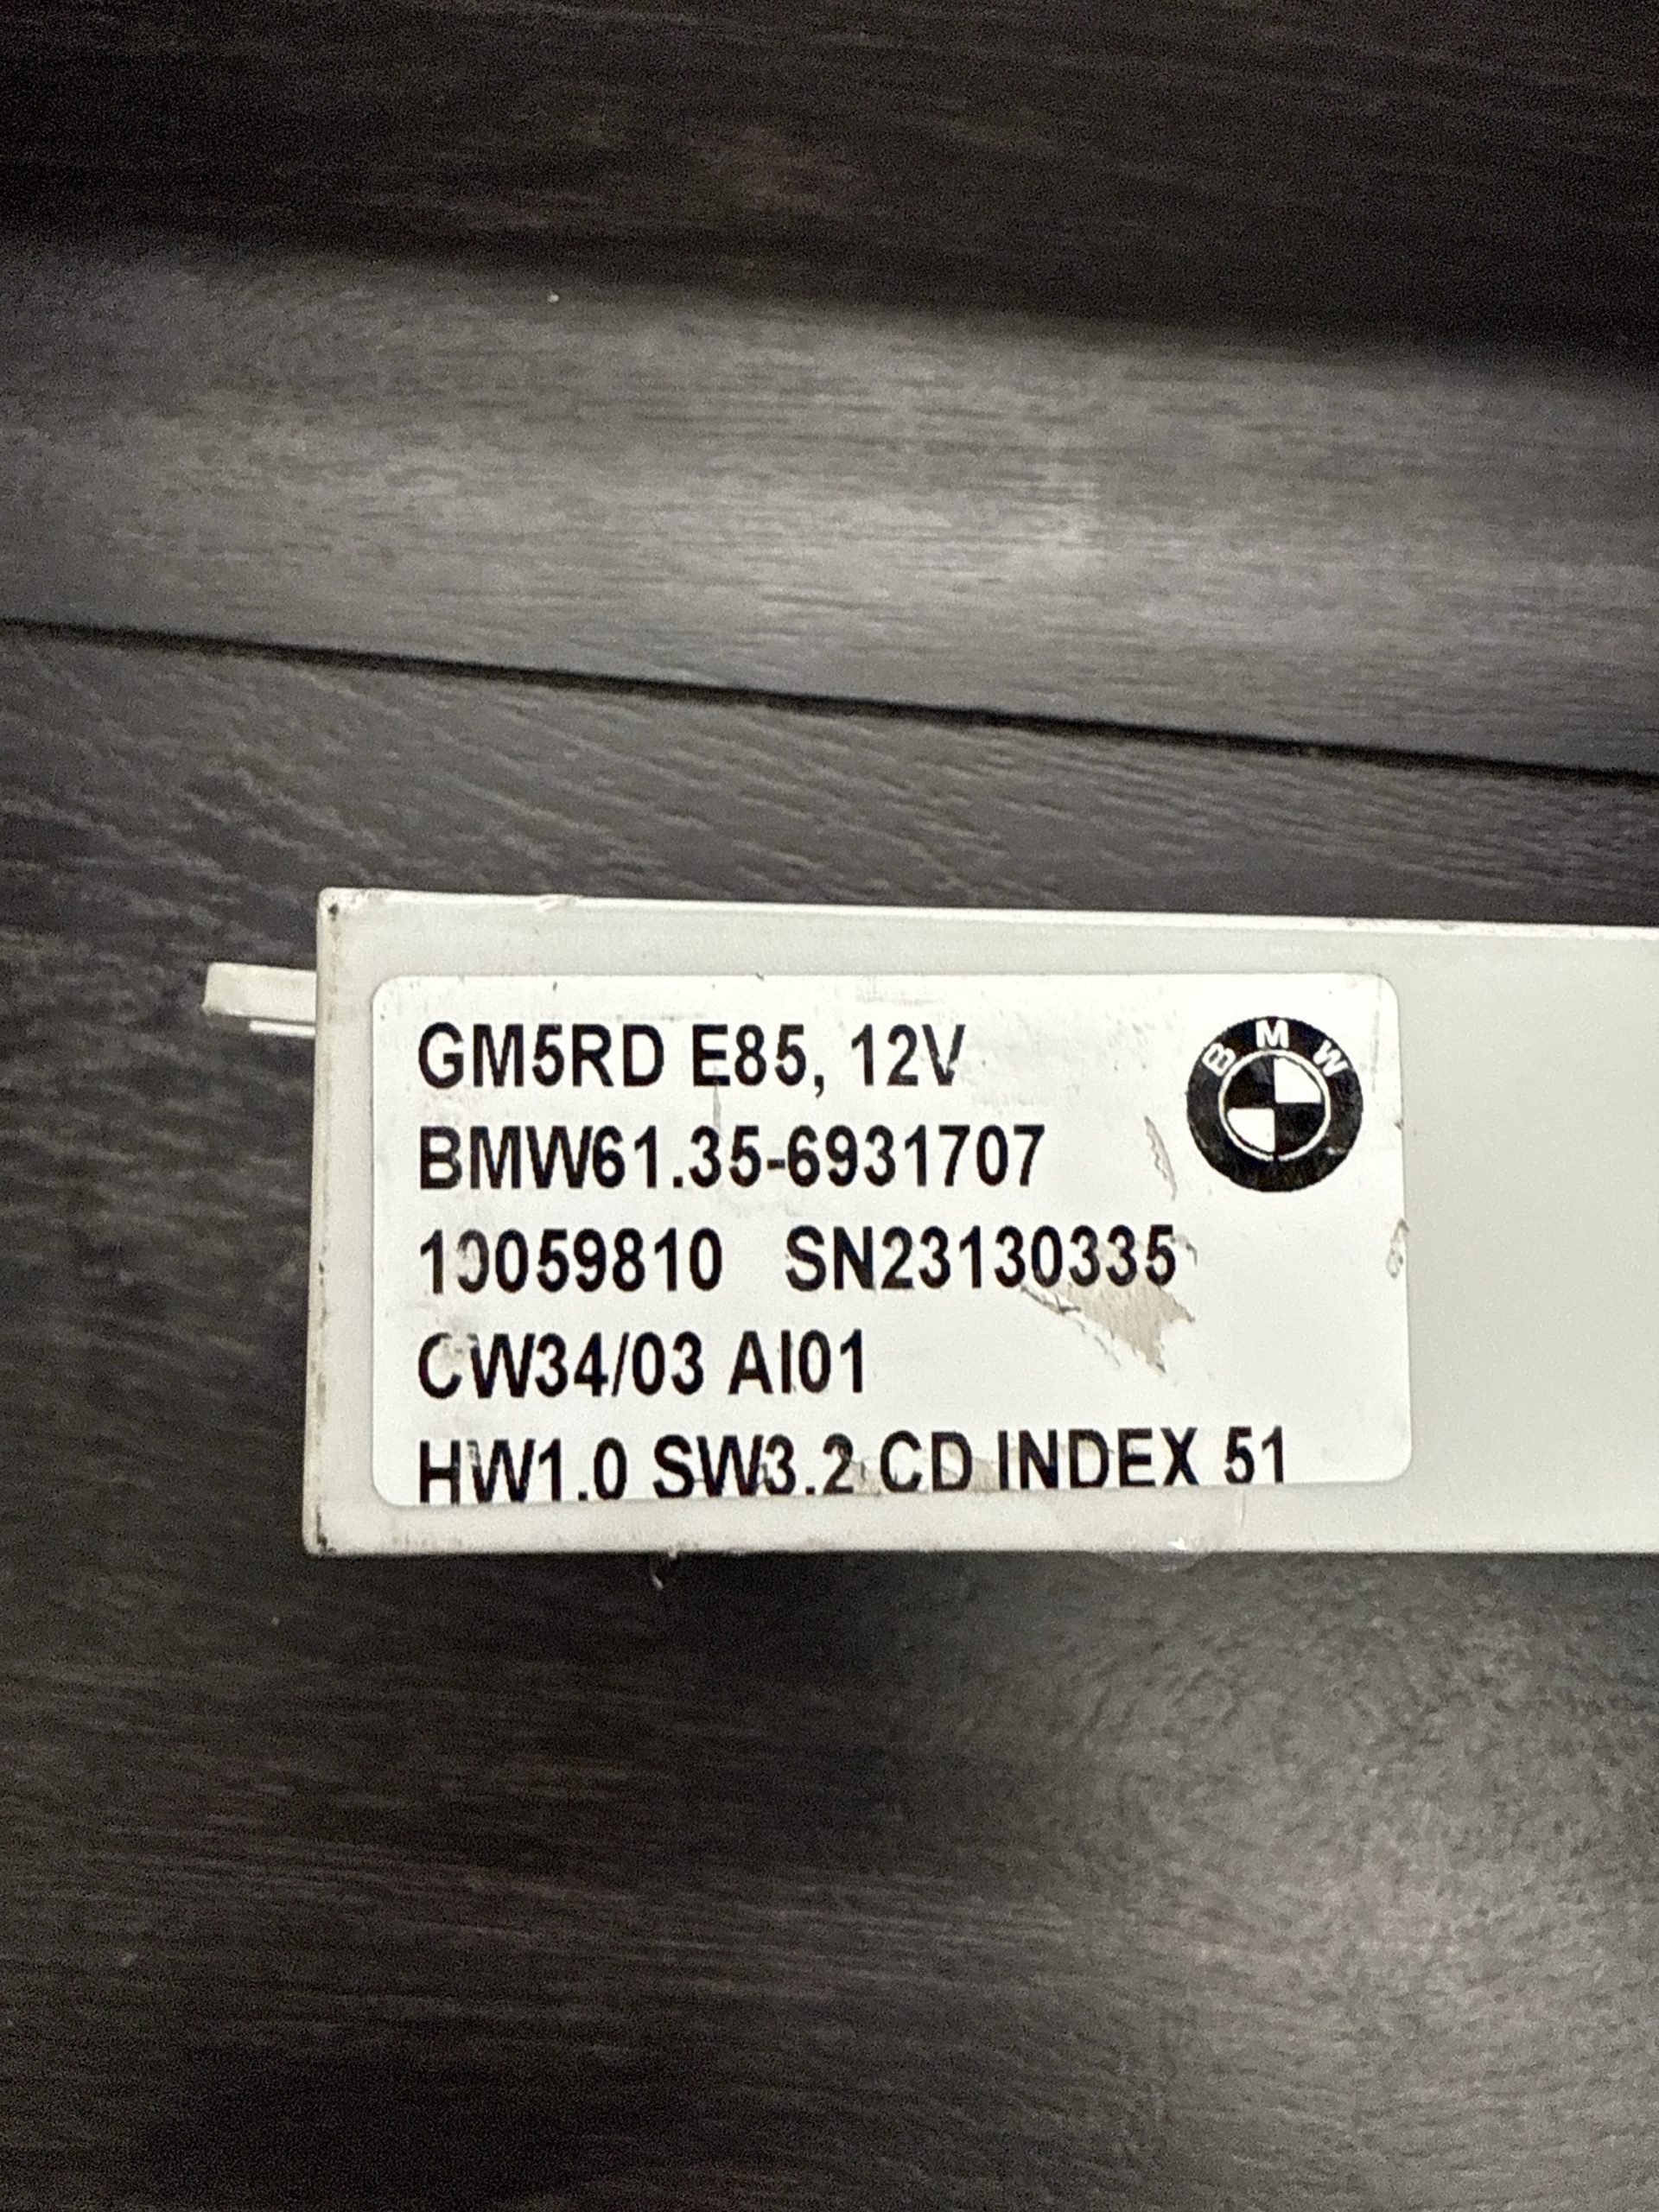 GM5RD E85, 12V
BMW
BMW61.35-6931707
10059810 SN23130335
CW34/03 AI01
HW1.0 SW3.2 CD INDEX 51